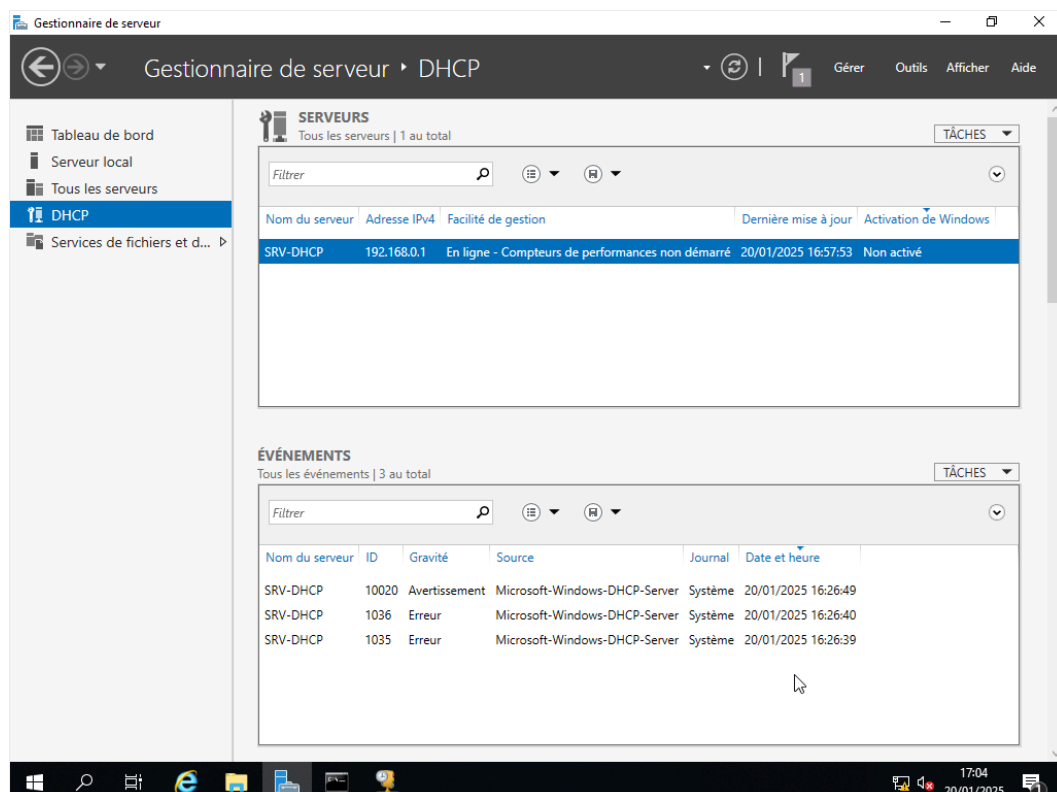 Gestionnaire de serveur
Gestionnaire de serveur ‣ DHCP
1
Gérer Outils Afficher Aide
Tableau de bord
Serveur local
Tous les serveurs
DHCP
Services de fichiers et d...
SERVEURS
Tous les serveurs | 1 au total
TÂCHES
Filtrer
Nom du serveur Adresse IPv4 Facilité de gestion Dernière mise à jour Activation de Windows
SRV-DHCP 192.168.0.1 En ligne - Compteurs de performances non démarré 20/01/2025 16:57:53 Non activé
ÉVÉNEMENTS
Tous les événements | 3 au total
TÂCHES
Filtrer
Nom du serveur ID Gravité Source Journal Date et heure
SRV-DHCP 10020 Avertissement Microsoft-Windows-DHCP-Server Système 20/01/2025 16:26:49
SRV-DHCP 1036 Erreur Microsoft-Windows-DHCP-Server Système 20/01/2025 16:26:40
SRV-DHCP 1035 Erreur Microsoft-Windows-DHCP-Server Système 20/01/2025 16:26:39
17:04
20/01/2025
1